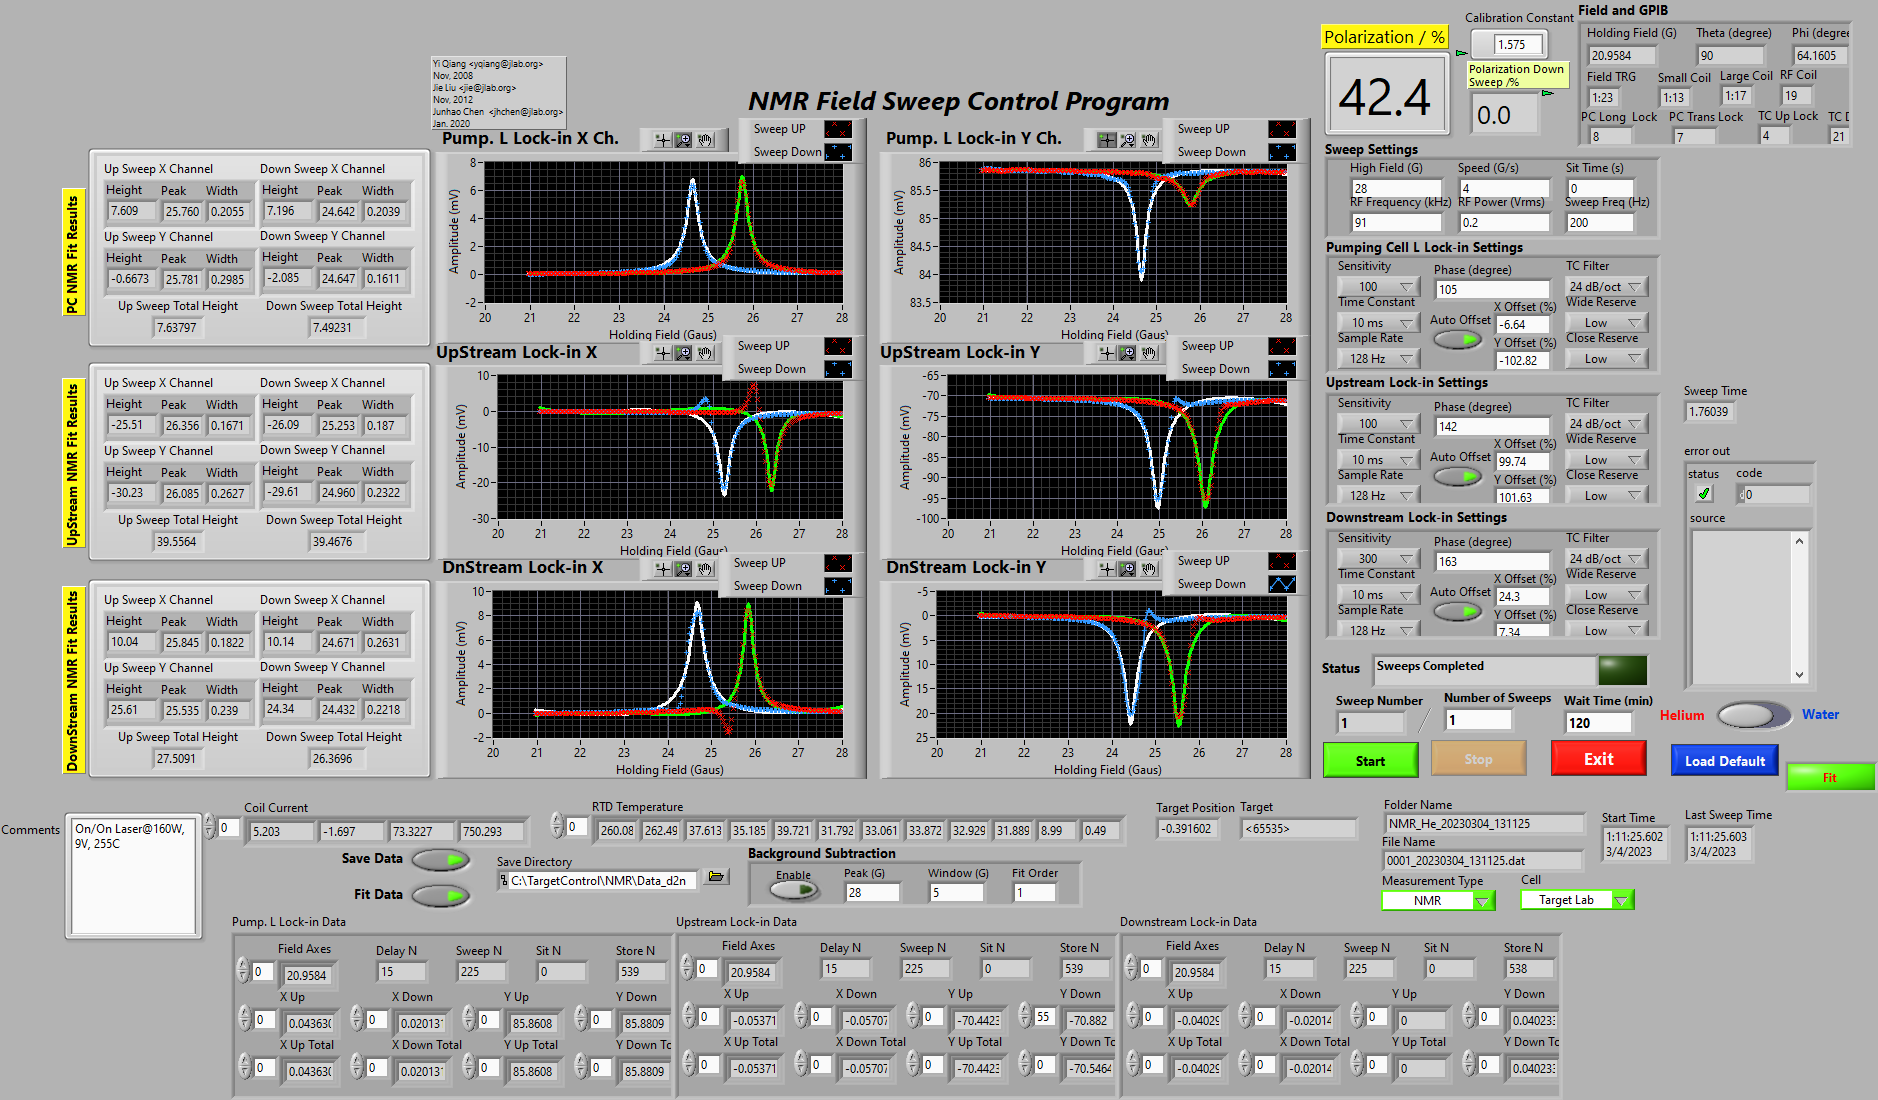 Yi Qiang <yqiang@jlab.org>
Nov, 2008
Jie Liu <jie@jlab.org>
Nov, 2012
Junhao Chen <jhchen@jlab.org>
Jan. 2020
NMR Field Sweep Control Program
Polarization / %
42.4
Calibration Constant
1.575
Polarization Down
Sweep /%
0.0
Field and GPIB
Holding Field (G) Theta (degree) Phi (degree
20.9584 90 64.1605
Field TRG Small Coil Large Coil RF Coil
1:23 1:13 1:17 19
PC Long Lock PC Trans Lock TC Up Lock TC D
8 7 4 21
PC NMR Fit Results
Up Sweep X Channel Down Sweep X Channel
Height Peak Width Height Peak Width
7.609 25.760 0.2055 7.196 24.642 0.2039
Up Sweep Y Channel Down Sweep Y Channel
Height Peak Width Height Peak Width
-0.6673 25.781 0.2985 -2.085 24.647 0.1611
Up Sweep Total Height Down Sweep Total Height
7.63797 7.49231
UpStream NMR Fit Results
Up Sweep X Channel Down Sweep X Channel
Height Peak Width Height Peak Width
-25.51 26.356 0.1671 -26.09 25.253 0.187
Up Sweep Y Channel Down Sweep Y Channel
Height Peak Width Height Peak Width
-30.23 26.085 0.2627 -29.61 24.960 0.2322
Up Sweep Total Height Down Sweep Total Height
39.5564 39.4676
DownStream NMR Fit Results
Up Sweep X Channel Down Sweep X Channel
Height Peak Width Height Peak Width
10.04 25.845 0.1822 10.14 24.671 0.2631
Up Sweep Y Channel Down Sweep Y Channel
Height Peak Width Height Peak Width
25.61 25.535 0.239 24.34 24.432 0.2218
Up Sweep Total Height Down Sweep Total Height
27.5091 26.3696
Pump. L Lock-in X Ch.
Sweep UP
Sweep Down
Amplitude (mV)
8
6
4
2
0
-2
20 21 22 23 24 25 26 27 28
Holding Field (Gaus)
Pump. L Lock-in Y Ch.
Sweep UP
Sweep Down
Amplitude (mV)
86
85.5
85
84.5
84
83.5
20 21 22 23 24 25 26 27 28
Holding Field (Gaus)
UpStream Lock-in X
Sweep UP
Sweep Down
Amplitude (mV)
10
0
-10
-20
-30
20 21 22 23 24 25 26 27 28
Holding Field (Gaus)
UpStream Lock-in Y
Sweep UP
Sweep Down
Amplitude (mV)
-65
-70
-75
-80
-85
-90
-95
-100
20 21 22 23 24 25 26 27 28
Holding Field (Gaus)
DnStream Lock-in X
Sweep UP
Sweep Down
Amplitude (mV)
10
8
6
4
2
0
-2
20 21 22 23 24 25 26 27 28
Holding Field (Gaus)
DnStream Lock-in Y
Sweep UP
Sweep Down
Amplitude (mV)
-5
0
5
10
15
20
25
20 21 22 23 24 25 26 27 28
Holding Field (Gaus)
Sweep Settings
High Field (G) Speed (G/s) Sit Time (s)
28 4 0
RF Frequency (kHz) RF Power (Vrms) Sweep Freq (Hz)
91 0.2 200
Pumping Cell L Lock-in Settings
Sensitivity Phase (degree) TC Filter
100 105 24 dB/oct
Time Constant X Offset (%) Wide Reserve
10 ms Auto Offset -6.64 Low
Sample Rate Y Offset (%) Close Reserve
128 Hz -102.82 Low
Upstream Lock-in Settings
Sensitivity Phase (degree) TC Filter
100 142 24 dB/oct
Time Constant X Offset (%) Wide Reserve
10 ms Auto Offset 99.74 Low
Sample Rate Y Offset (%) Close Reserve
128 Hz 101.63 Low
Downstream Lock-in Settings
Sensitivity Phase (degree) TC Filter
300 163 24 dB/oct
Time Constant X Offset (%) Wide Reserve
10 ms Auto Offset 24.3 Low
Sample Rate Y Offset (%) Close Reserve
128 Hz 7.34 Low
Sweep Time
1.76039
error out
status code
0
source
Status Sweeps Completed
Sweep Number Number of Sweeps Wait Time (min)
1 / 1 120
Helium Water
Start Stop Exit Load Default
Fit
Comments
On/On Laser@160W,
9V, 255C
Coil Current
0 5.203 -1.697 73.3227 750.293
RTD Temperature
0 260.08 262.49 37.613 35.185 39.721 31.792 33.061 33.872 32.929 31.889 8.99 0.49
Target Position Target
-0.391602 <65535>
Save Data
Fit Data
Save Directory
C:\TargetControl\NMR\Data_d2n
Background Subtraction
Enable Peak (G) Window (G) Fit Order
28 5 1
Folder Name
NMR_He_20230304_131125
File Name
0001_20230304_131125.dat
Measurement Type Cell
NMR Target Lab
Start Time Last Sweep Time
1:11:25.602 1:11:25.603
3/4/2023 3/4/2023
Pump. L Lock-in Data
Field Axes Delay N Sweep N Sit N Store N
0 20.9584 15 225 0 539
X Up X Down Y Up Y Down
0 0.04363( 0 0.02013 0 85.8608 0 85.8809
X Up Total X Down Total Y Up Total Y Down To
0 0.04363( 0 0.02013 0 85.8608 0 85.8809
Upstream Lock-in Data
Field Axes Delay N Sweep N Sit N Store N
0 20.9584 15 225 0 539
X Up X Down Y Up Y Down
0 -0.05371 0 -0.05707 0 -70.4423 55 -70.882
X Up Total X Down Total Y Up Total Y Down To
0 -0.05371 0 -0.05707 0 -70.4423 0 -70.5464
Downstream Lock-in Data
Field Axes Delay N Sweep N Sit N Store N
0 20.9584 15 225 0 538
X Up X Down Y Up Y Down
0 -0.04029 0 -0.02014 0 0 0 0.040233
X Up Total X Down Total Y Up Total Y Down To
0 -0.04029 0 -0.02014 0 0 0 0.040233